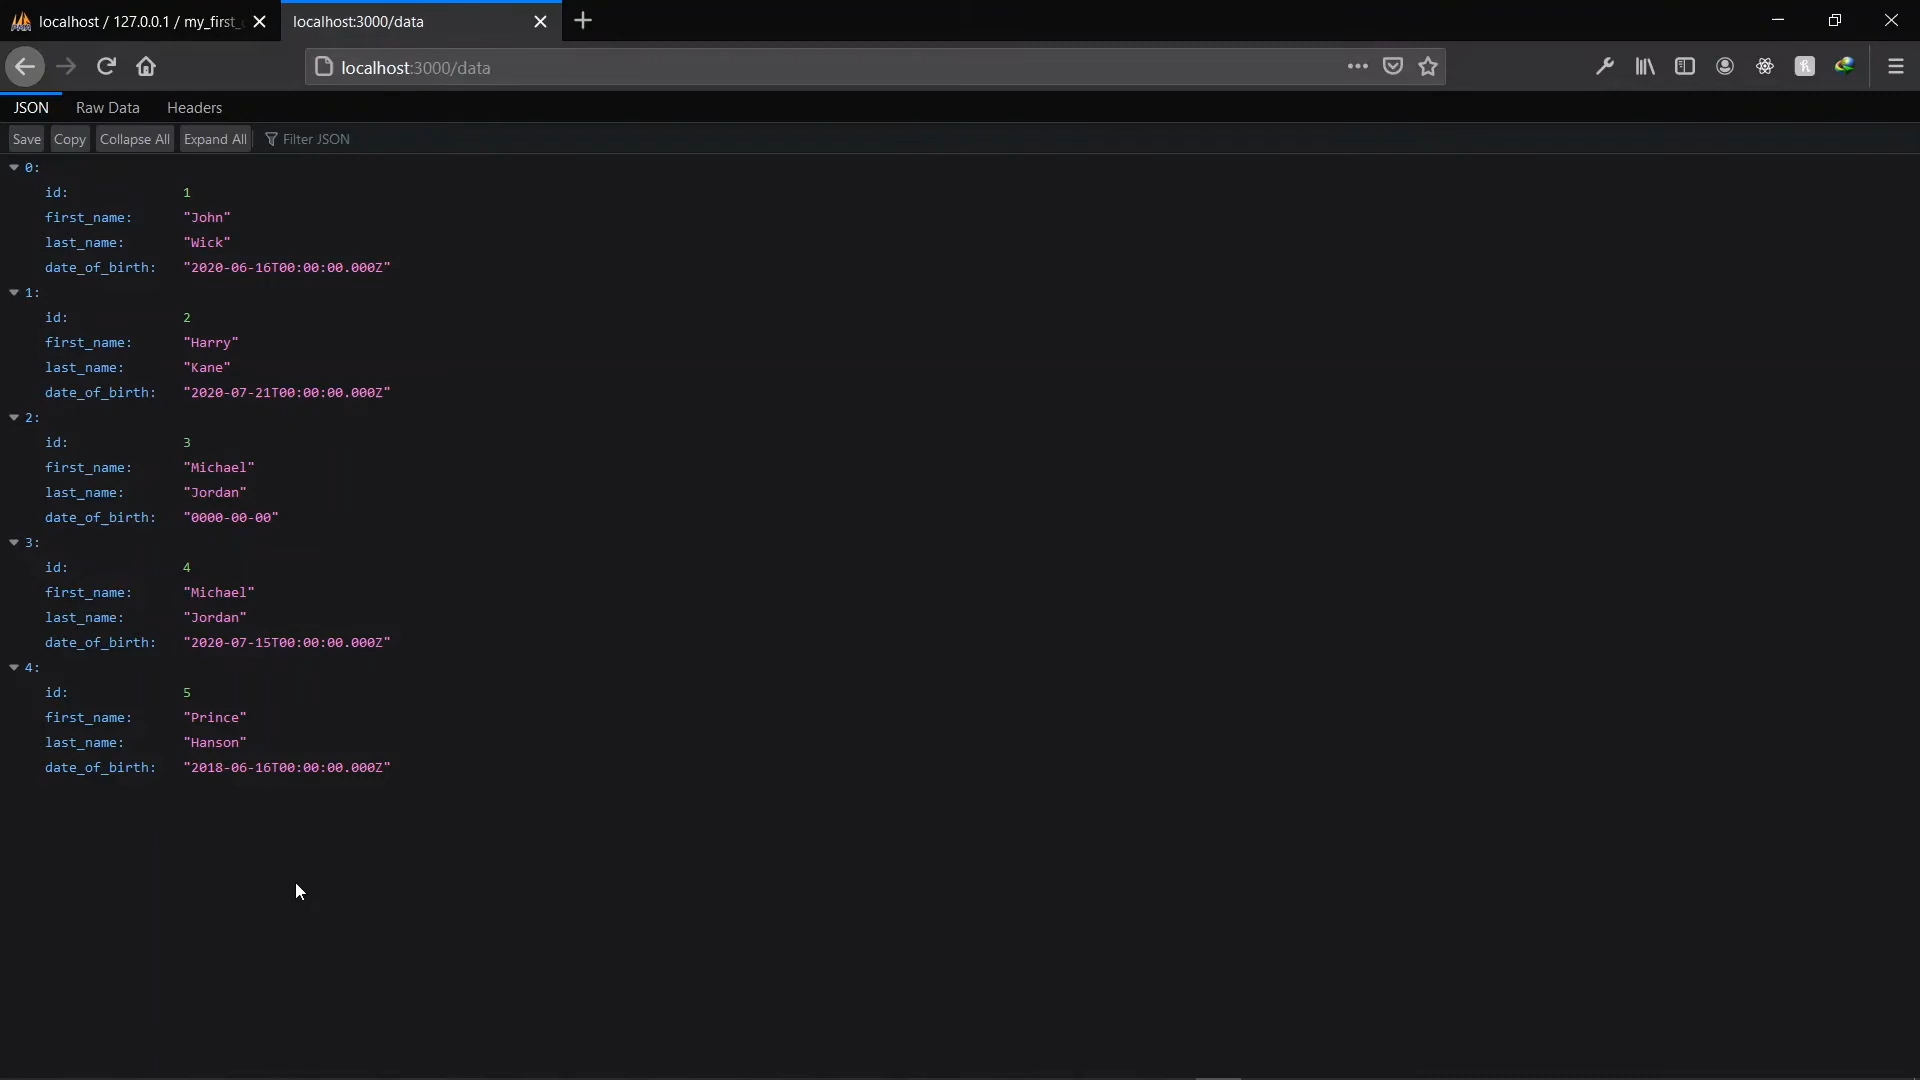 localhost / 127.0.0.1 / my_first_
localhost:3000/data
localhost:3000/data
JSON Raw Data Headers
Save Copy Collapse All Expand All Filter JSON
0:
id: 1
first_name: "John"
last_name: "Wick"
date_of_birth: "2020-06-16T00:00:00.000Z"
1:
id: 2
first_name: "Harry"
last_name: "Kane"
date_of_birth: "2020-07-21T00:00:00.000Z"
2:
id: 3
first_name: "Michael"
last_name: "Jordan"
date_of_birth: "0000-00-00"
3:
id: 4
first_name: "Michael"
last_name: "Jordan"
date_of_birth: "2020-07-15T00:00:00.000Z"
4:
id: 5
first_name: "Prince"
last_name: "Hanson"
date_of_birth: "2018-06-16T00:00:00.000Z"